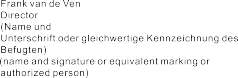 Frank van de Ven
Director
(Name und
Unterschrift oder gleichwertige Kennzeichnung des
Befugten)
(name and signature or equivalent marking or
authorized person)